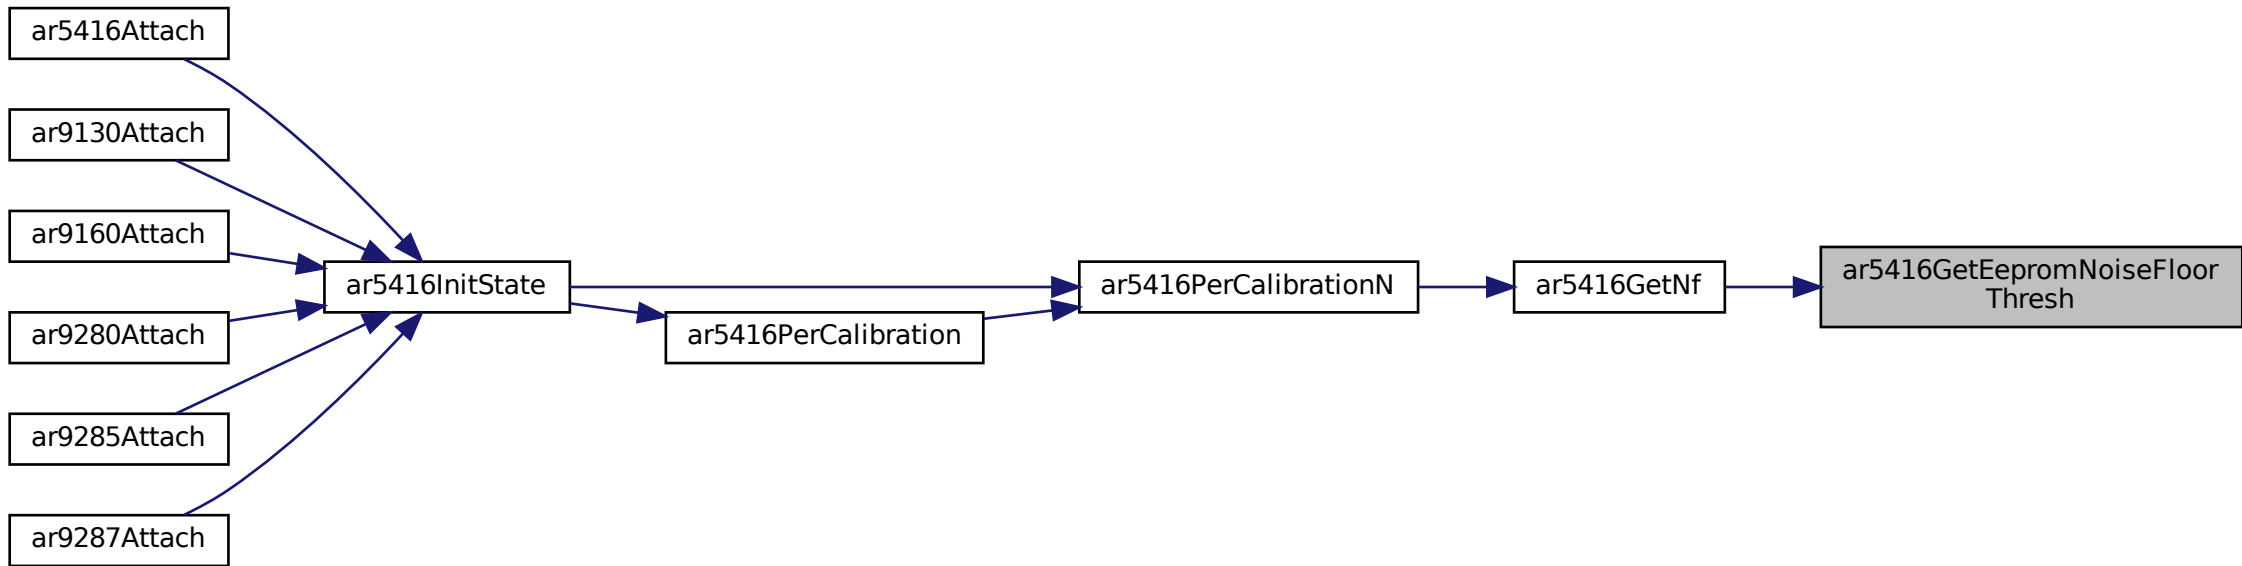 ar5416Attach
ar9130Attach
ar9160Attach
ar9280Attach
ar9285Attach
ar9287Attach
ar5416InitState
ar5416PerCalibration
ar5416PerCalibrationN
ar5416GetNf
ar5416GetEepromNoiseFloor
Thresh